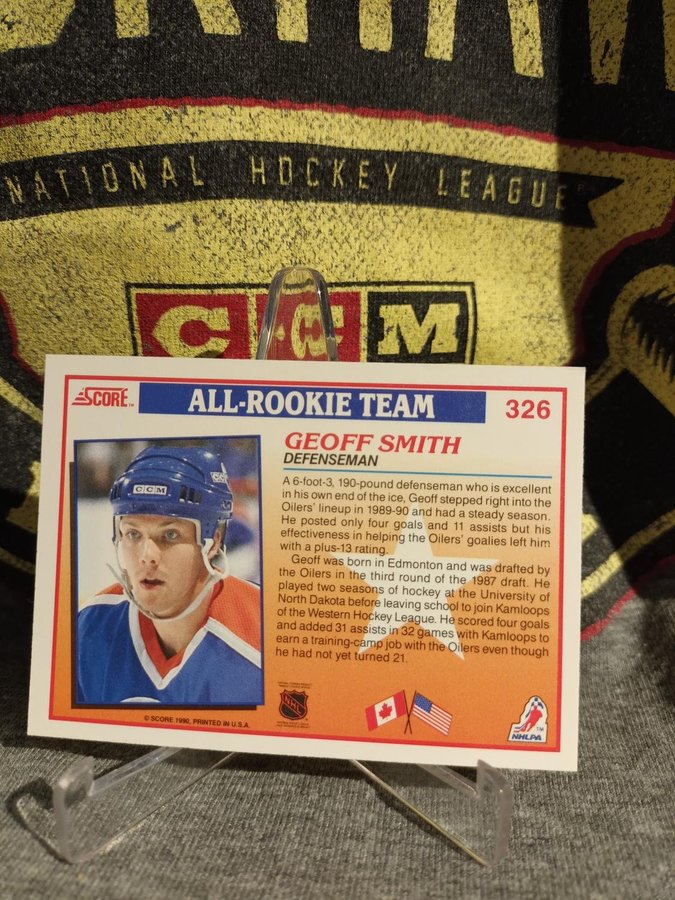 NATIONAL HOCKEY LEAGUE
CCM
SCORE™
ALL-ROOKIE TEAM
326
GEOFF SMITH
DEFENSEMAN
CCM
A 6-foot-3, 190-pound defenseman who is excellent
in his own end of the ice, Geoff stepped right into the
Oilers' lineup in 1989-90 and had a steady season.
He posted only four goals and 11 assists but his
effectiveness in helping the Oilers' goalies left him
with a plus-13 rating.
Geoff was born in Edmonton and was drafted by
the Oilers in the third round of the 1987 draft. He
played two seasons of hockey at the University of
North Dakota before leaving school to join Kamloops
of the Western Hockey League. He scored four goals
and added 31 assists in 32 games with Kamloops to
earn a training-camp job with the Oilers even though
he had not yet turned 21.
© SCORE 1990, PRINTED IN U.S.A.
NHL
NHLPA
TM